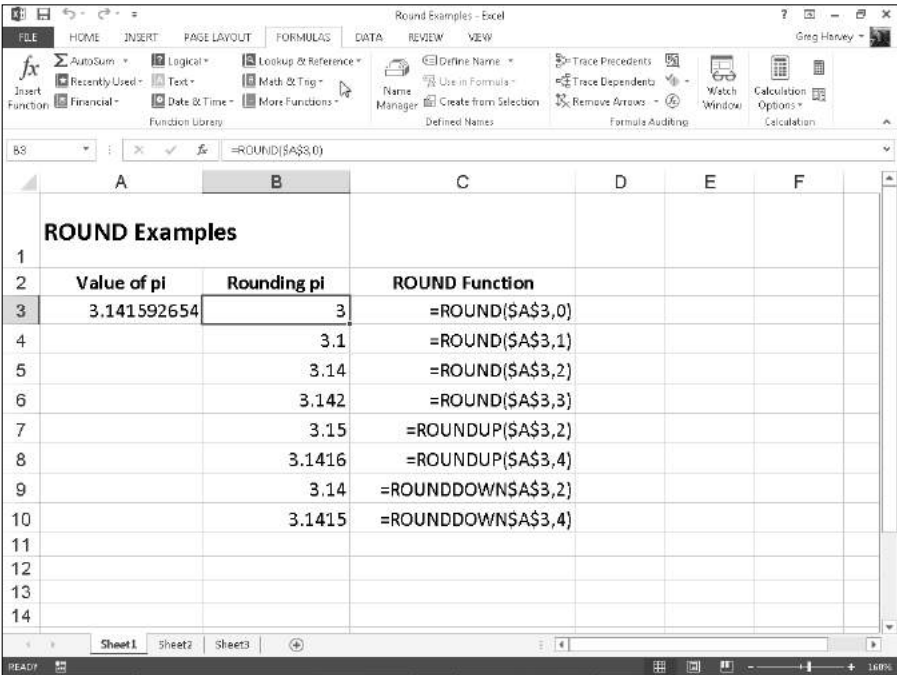 Round Examples - Excel
FILE HOME INSERT PAGE LAYOUT FORMULAS DATA REVIEW VIEW Greg Harvey
fx Insert Function
AutoSum Logical Lookup & Reference
Recently Used Text Math & Trig
Financial Date & Time More Functions
Function Library
Name Manager
Define Name
Use in Formula
Create from Selection
Defined Names
Trace Precedents
Trace Dependents
Remove Arrows
Formula Auditing
Watch Window
Calculation Options
Calculation
B3 fx =ROUND($A$3,0)
A B C D E F
1 ROUND Examples
2 Value of pi Rounding pi ROUND Function
3 3.141592654 3 =ROUND($A$3,0)
4 3.1 =ROUND($A$3,1)
5 3.14 =ROUND($A$3,2)
6 3.142 =ROUND($A$3,3)
7 3.15 =ROUNDUP($A$3,2)
8 3.1416 =ROUNDUP($A$3,4)
9 3.14 =ROUNDDOWN$A$3,2)
10 3.1415 =ROUNDDOWN$A$3,4)
11
12
13
14
Sheet1 Sheet2 Sheet3
READY 160%